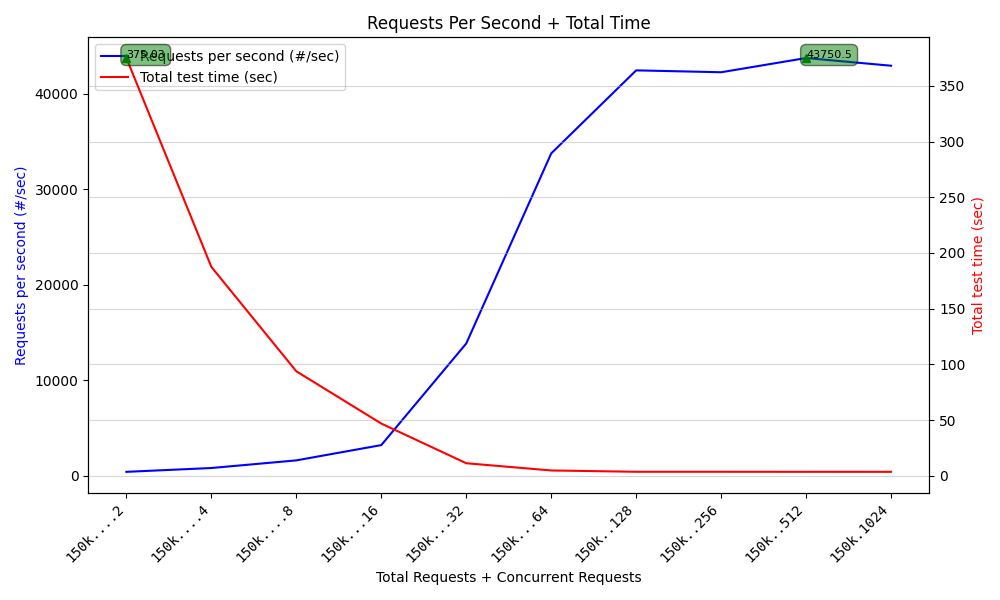 Requests Per Second + Total Time
375.03
Requests per second (#/sec)
Total test time (sec)
43750.5
40000
30000
20000
10000
0
Requests per second (#/sec)
350
300
250
200
150
100
50
0
Total test time (sec)
150k....2
150k....4
150k....8
150k...16
150k...32
150k...64
150k..128
150k..256
150k..512
150k.1024
Total Requests + Concurrent Requests